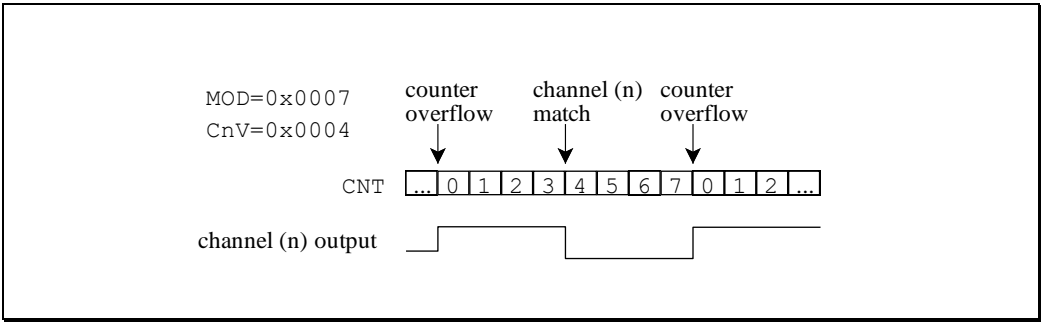 MOD=0x0007
CnV=0x0004
counter
overflow
channel (n)
match
counter
overflow
CNT ... 0 1 2 3 4 5 6 7 0 1 2 ...
channel (n) output